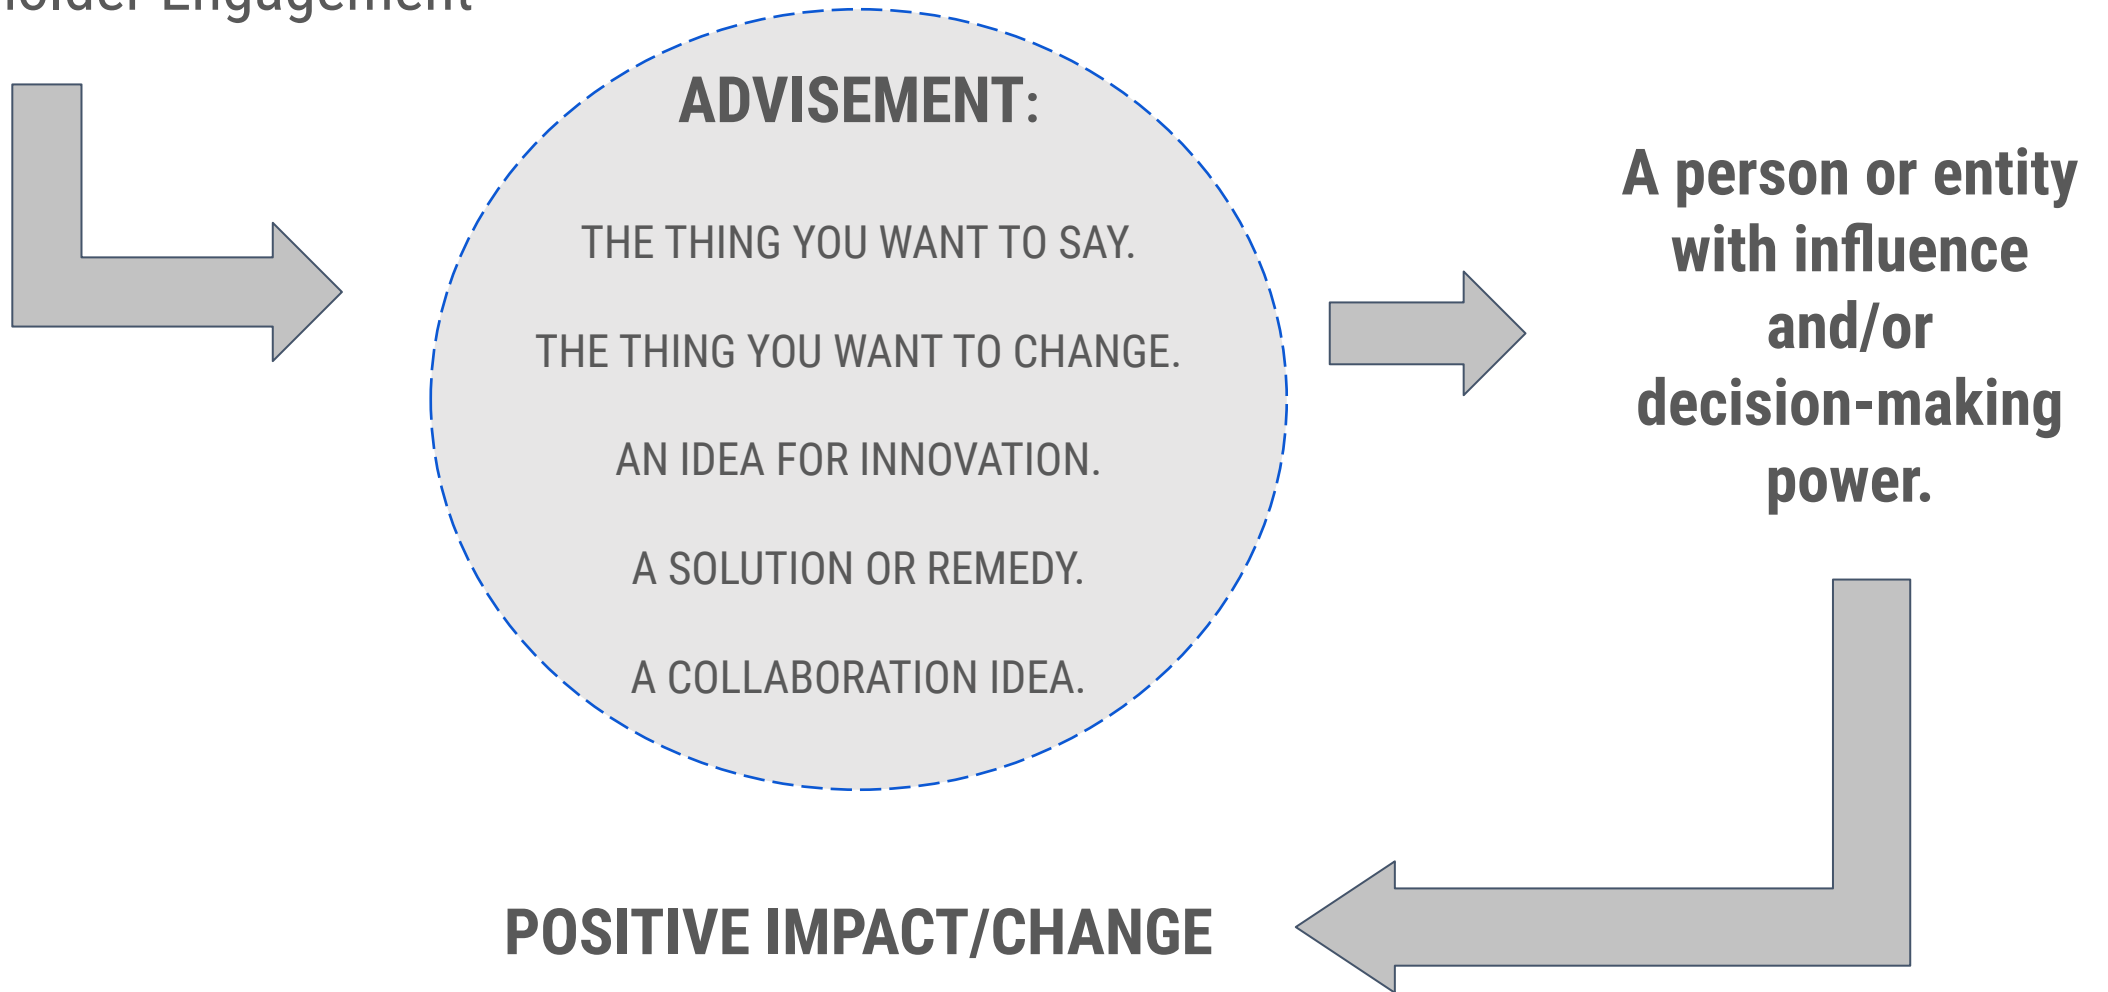 Engagement
ADVISEMENT:
THE THING YOU WANT TO SAY.
THE THING YOU WANT TO CHANGE.
AN IDEA FOR INNOVATION.
A SOLUTION OR REMEDY.
A COLLABORATION IDEA.
A person or entity
with influence
and/or
decision-making
power.
POSITIVE IMPACT/CHANGE